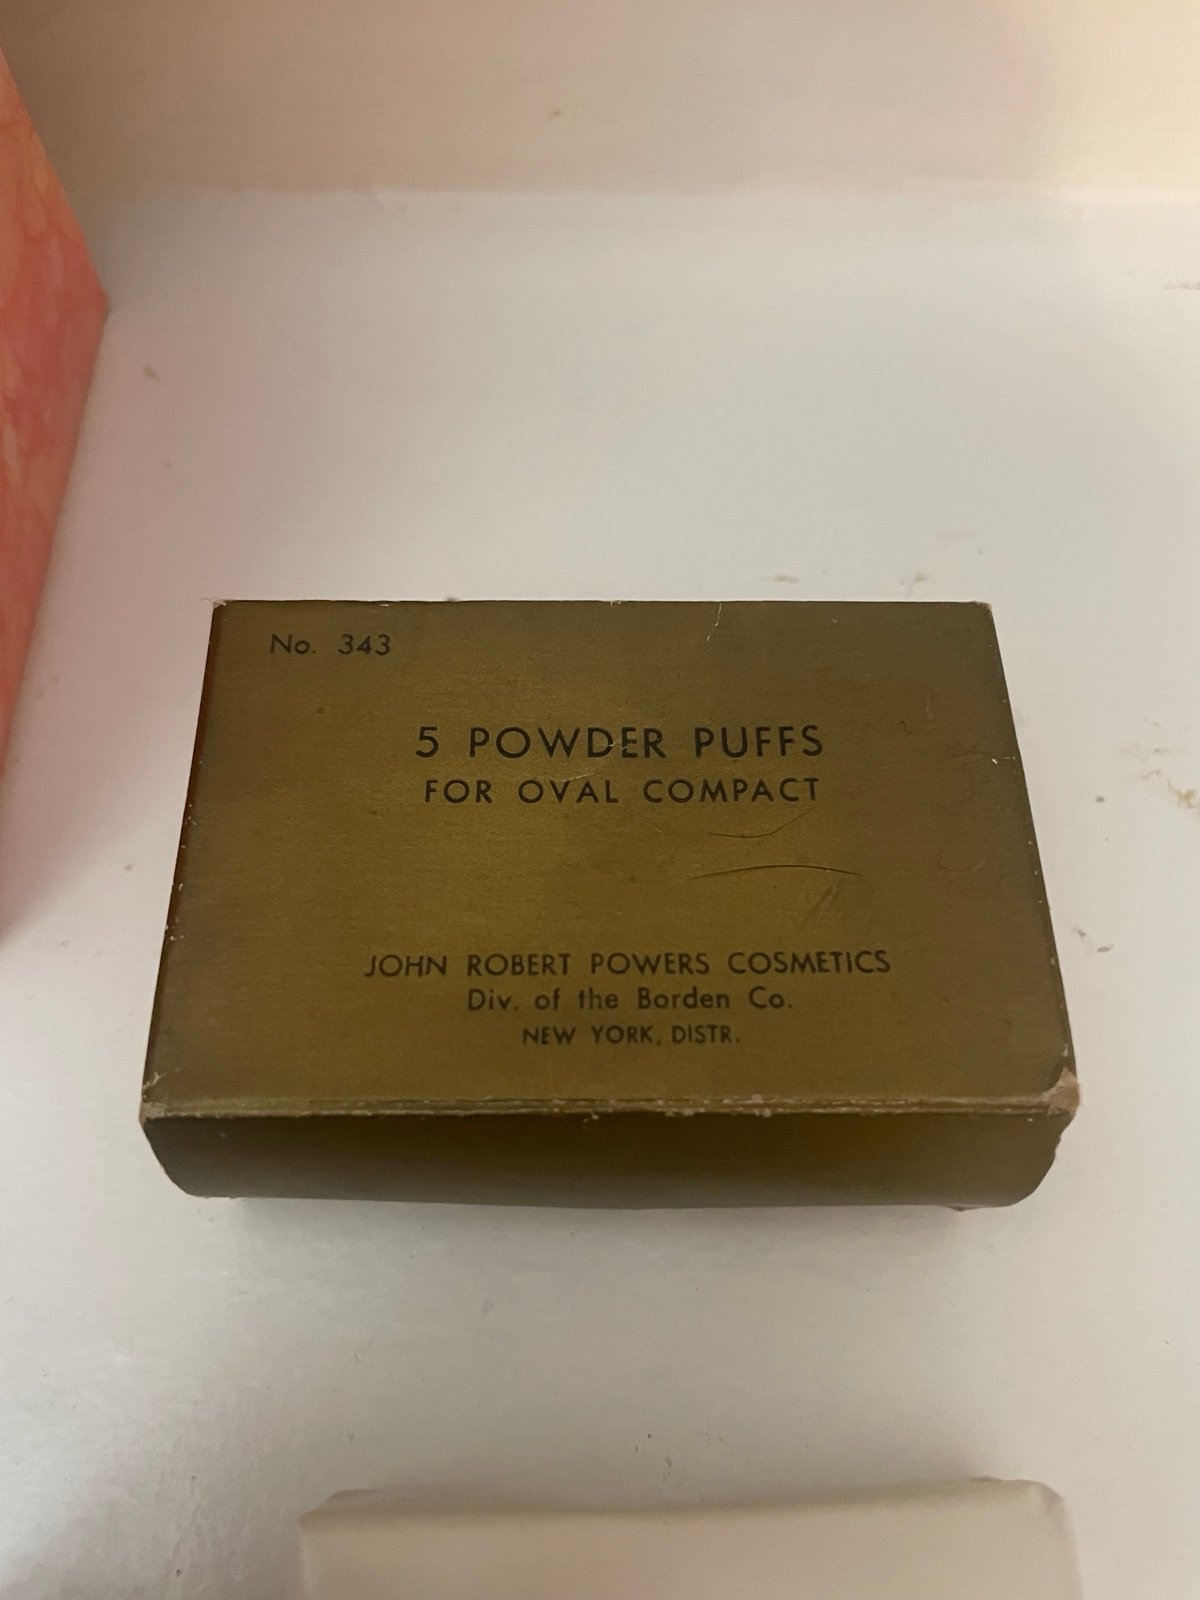 No. 343
5 POWDER PUFFS
FOR OVAL COMPACT
JOHN ROBERT POWERS COSMETICS
Div. of the Borden Co.
NEW YORK, DISTR.